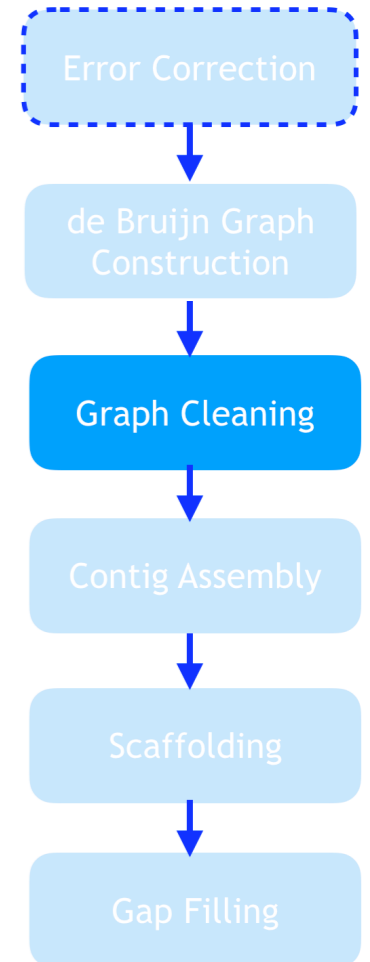 Error Correction
de Bruijn Graph
Construction
Graph Cleaning
Contig Assembly
Scaffolding
Gap Filling